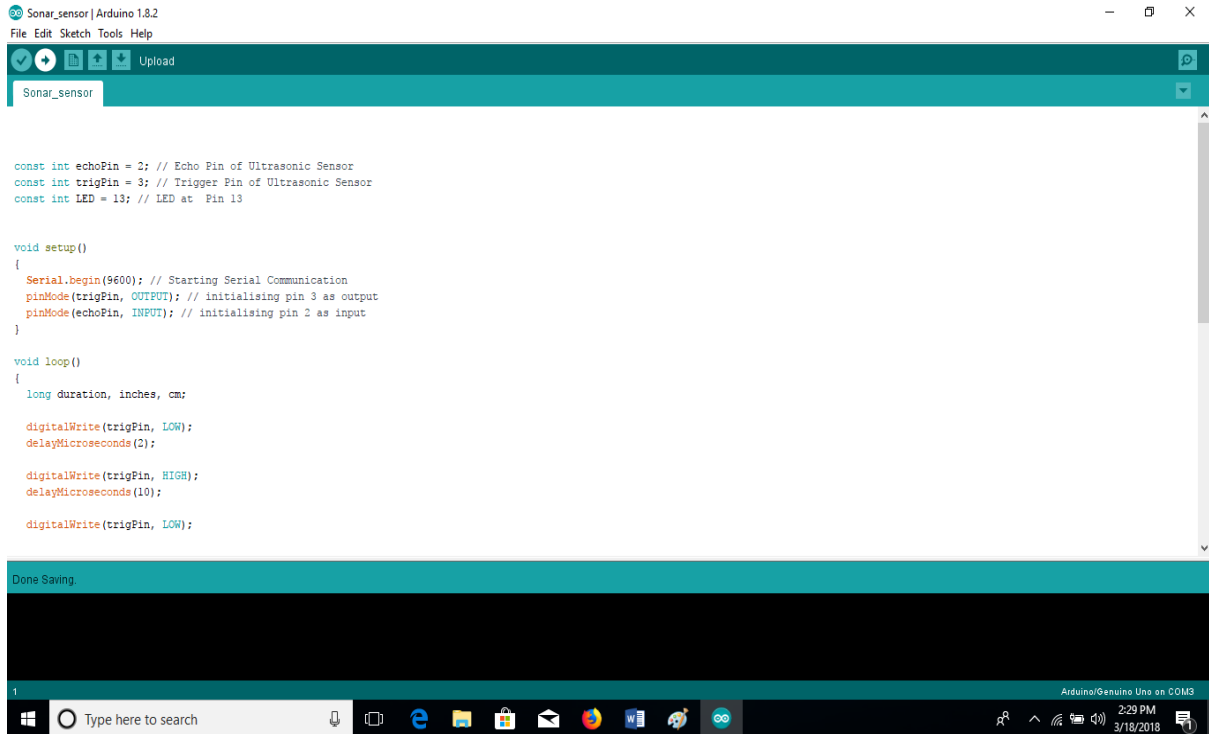 Sonar_sensor | Arduino 1.8.2
File Edit Sketch Tools Help
Upload
Sonar_sensor
const int echoPin = 2; // Echo Pin of Ultrasonic Sensor
const int trigPin = 3; // Trigger Pin of Ultrasonic Sensor
const int LED = 13; // LED at  Pin 13
void setup()
{
  Serial.begin(9600); // Starting Serial Communication
  pinMode(trigPin, OUTPUT); // initialising pin 3 as output
  pinMode(echoPin, INPUT); // initialising pin 2 as input
}
void loop()
{
  long duration, inches, cm;
  digitalWrite(trigPin, LOW);
  delayMicroseconds(2);
  digitalWrite(trigPin, HIGH);
  delayMicroseconds(10);
  digitalWrite(trigPin, LOW);
Done Saving.
1
Arduino/Genuino Uno on COM3
Type here to search
2:29 PM
3/18/2018